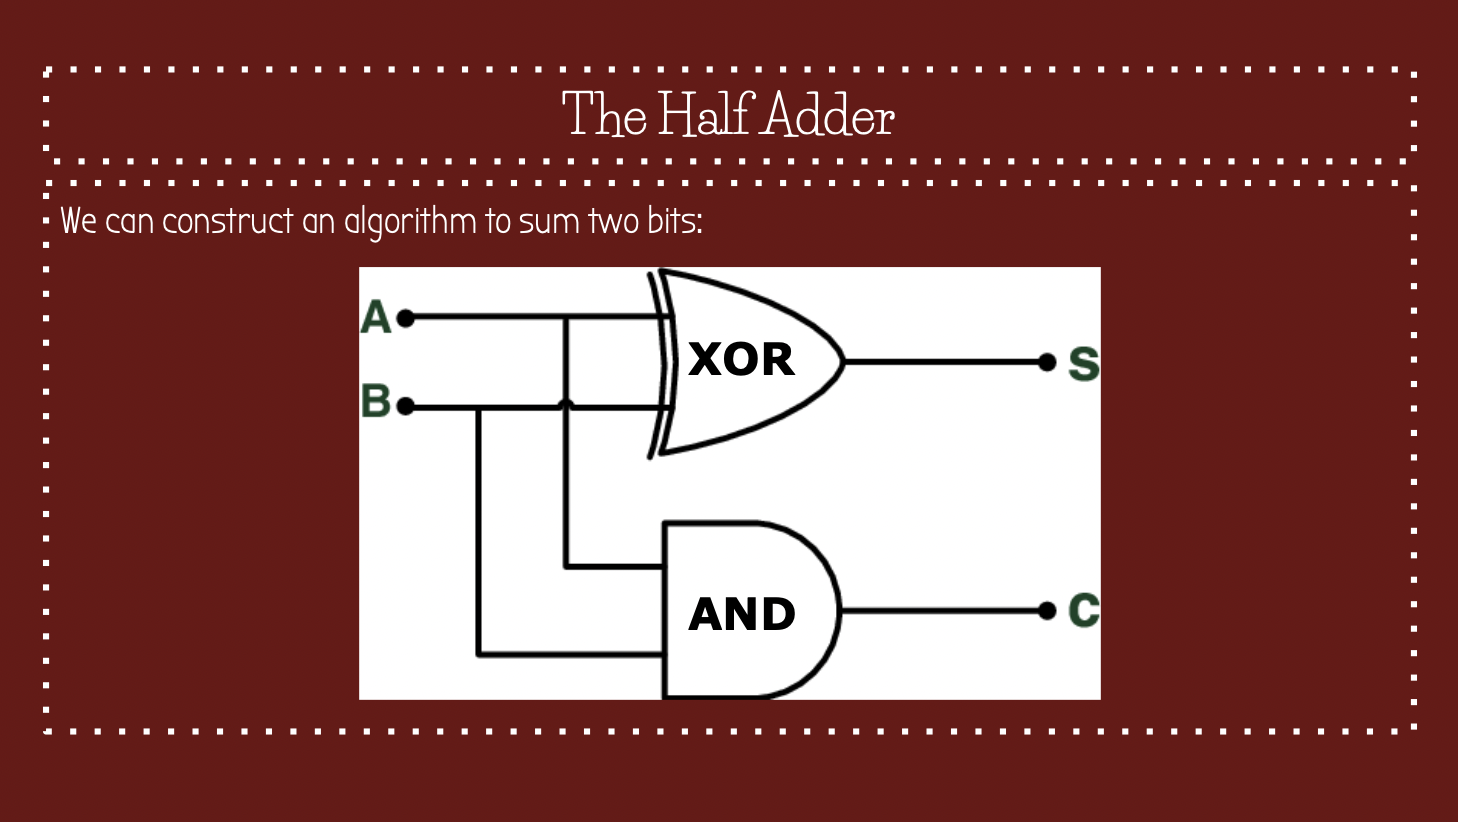 The Half Adder
We can construct an algorithm to sum two bits:
A
XOR
S
B
AND
C